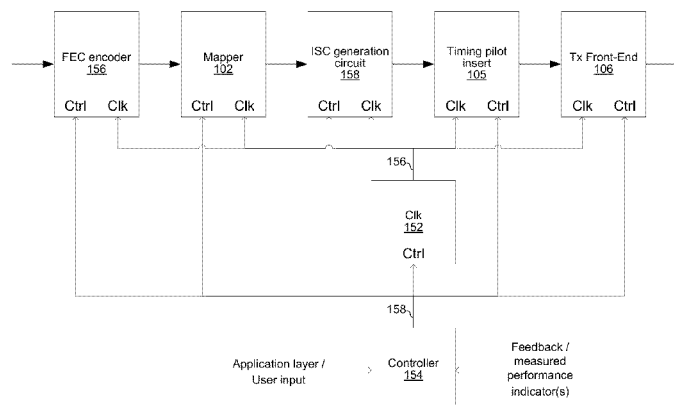 FEC encoder
156
Ctrl Clk
Mapper
102
Ctrl Clk
ISC generation
circuit
158
Timing pilot
insert
105
Clk Ctrl
Tx Front-End
106
Clk Ctrl
156
Clk
152
Ctrl
158
Application layer /
User input
Controller
154
Feedback /
measured
performance
indicator(s)